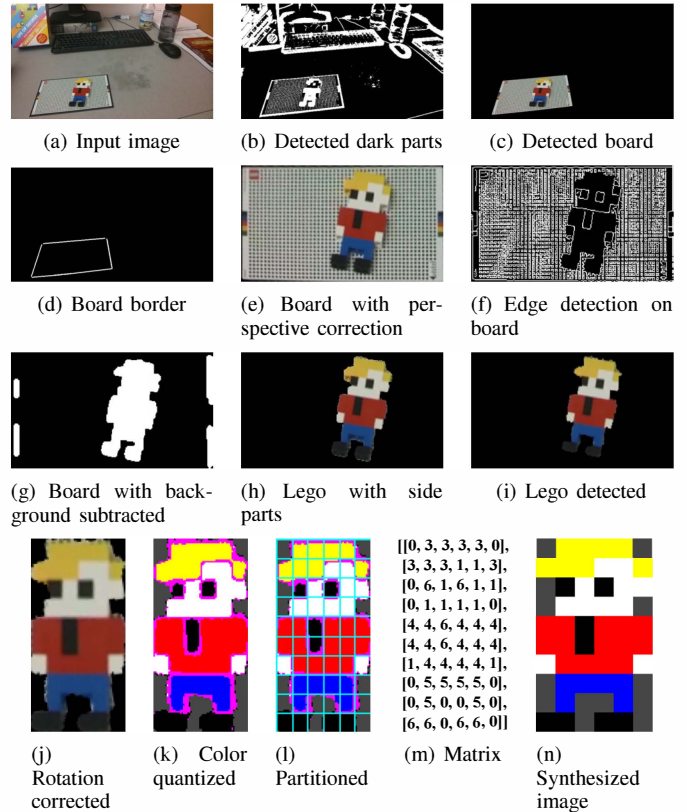 (a) Input image
(b) Detected dark parts
(c) Detected board
(d) Board border
(e) Board with per-
spective correction
(f) Edge detection on
board
(g) Board with back-
ground subtracted
(h) Lego with side
parts
(i) Lego detected
[[0, 3, 3, 3, 3, 0],
[3, 3, 3, 1, 1, 3],
[0, 6, 1, 6, 1, 1],
[0, 1, 1, 1, 1, 0],
[4, 4, 6, 4, 4, 4],
[4, 4, 6, 4, 4, 4],
[1, 4, 4, 4, 4, 1],
[0, 5, 5, 5, 5, 0],
[0, 5, 0, 0, 5, 0],
[6, 6, 0, 6, 6, 0]]
(j)
Rotation
corrected
(k) Color
quantized
(l)
Partitioned
(m) Matrix
(n)
Synthesized
image